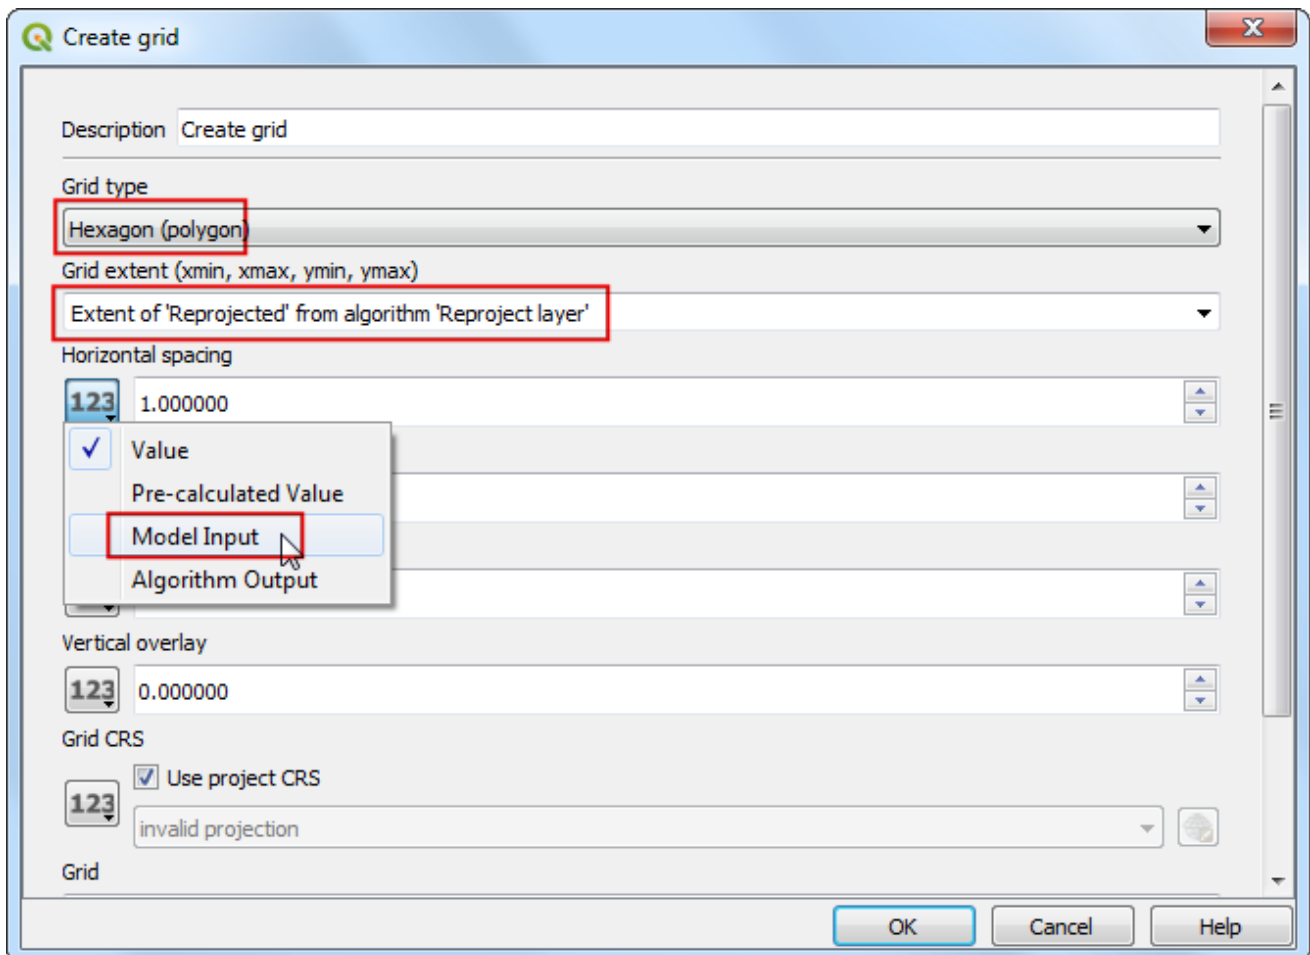 Create grid
Description Create grid
Grid type
Hexagon (polygon)
Grid extent (xmin, xmax, ymin, ymax)
Extent of 'Reprojected' from algorithm 'Reproject layer'
Horizontal spacing
123 1.000000
Value
Pre-calculated Value
Model Input
Algorithm Output
Vertical overlay
123 0.000000
Grid CRS
Use project CRS
123
invalid projection
Grid
OK Cancel Help